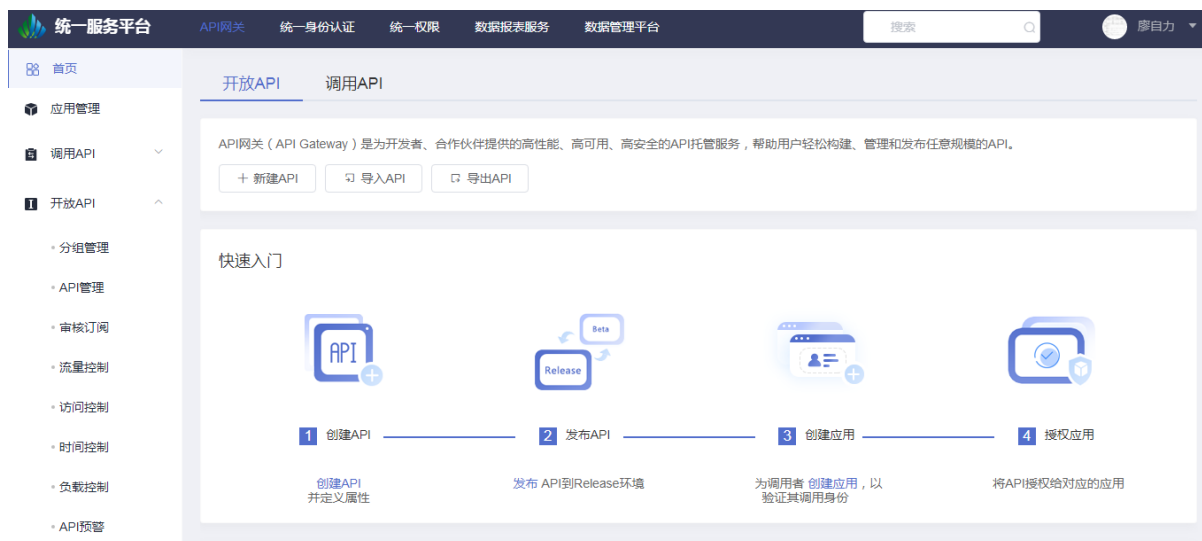 统一服务平台
API网关 统一身份认证 统一权限 数据报表服务 数据管理平台 搜索 廖自力
首页
应用管理
调用API
开放API
分组管理
API管理
审核订阅
流量控制
访问控制
时间控制
负载控制
API预警
开放API 调用API
API网关（API Gateway）是为开发者、合作伙伴提供的高性能、高可用、高安全的API托管服务，帮助用户轻松构建、管理和发布任意规模的API。
新建API 导入API 导出API
快速入门
API
Beta
Release
1 创建API 2 发布API 3 创建应用 4 授权应用
创建API
并定义属性
发布 API到Release环境
为调用者 创建应用，以
验证其调用身份
将API授权给对应的应用